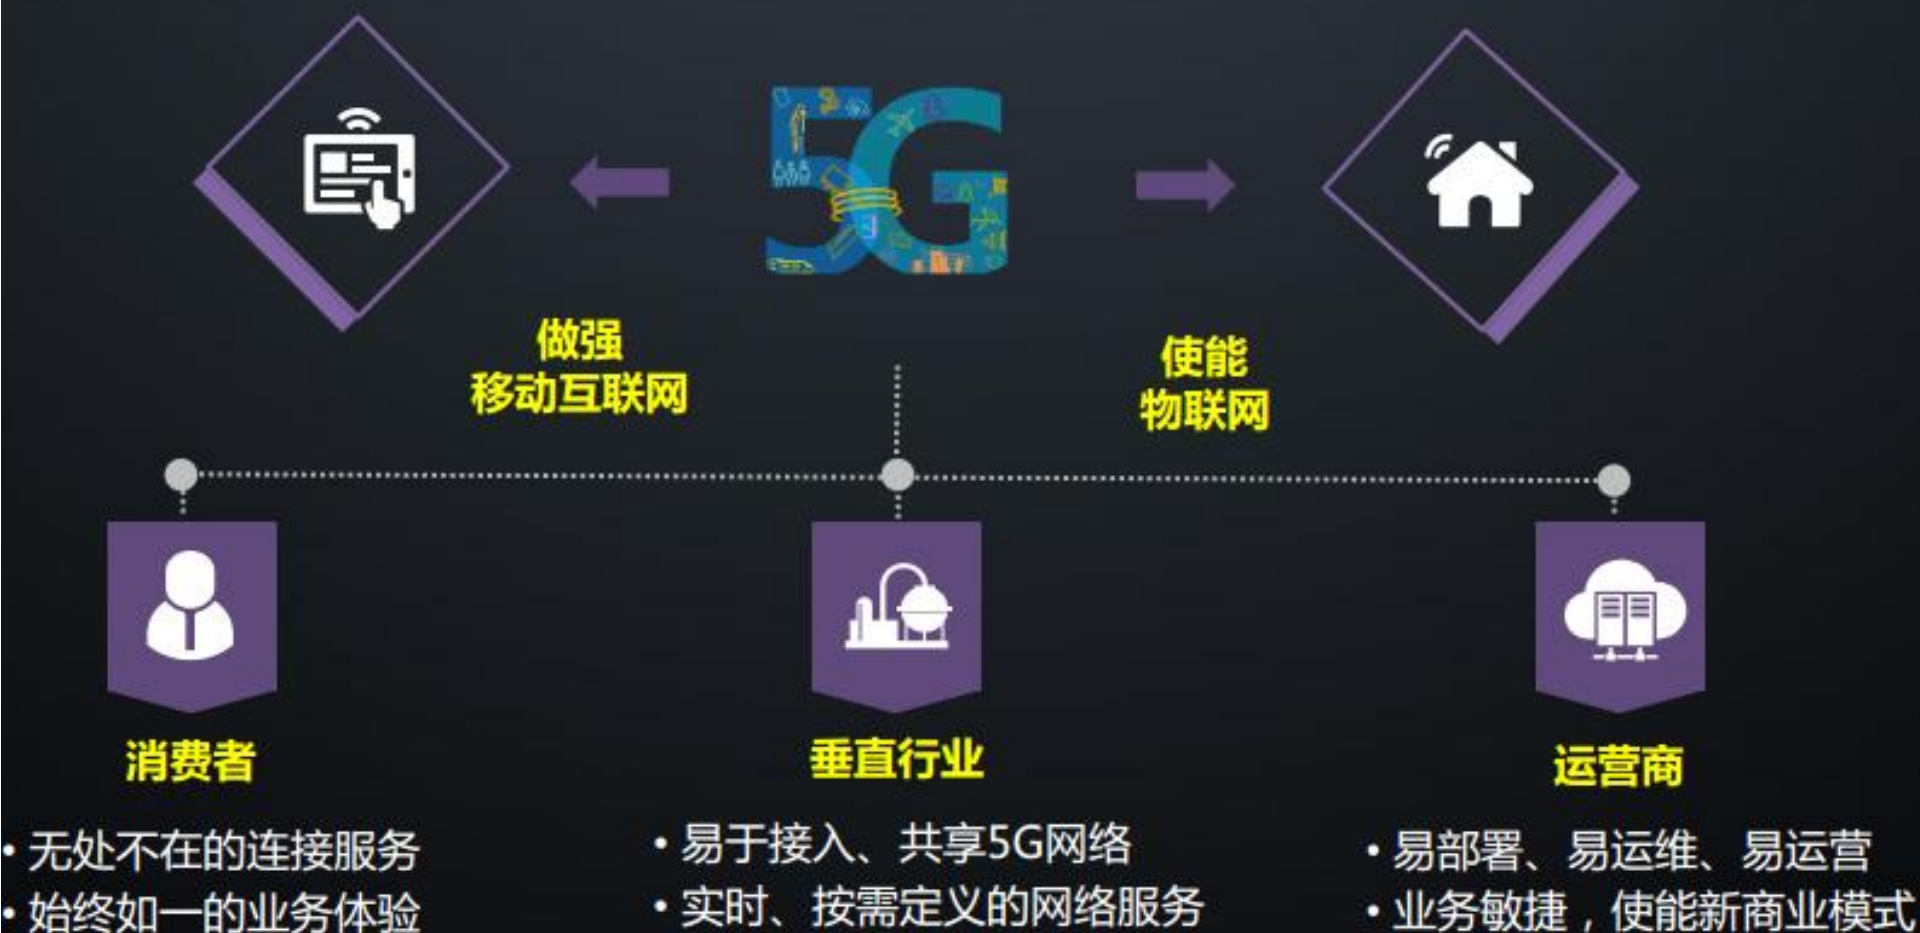 5G
做强
移动互联网
使能
物联网
消费者
垂直行业
运营商
• 无处不在的连接服务
• 始终如一的业务体验
• 易于接入、共享5G网络
• 实时、按需定义的网络服务
• 易部署、易运维、易运营
• 业务敏捷，使能新商业模式